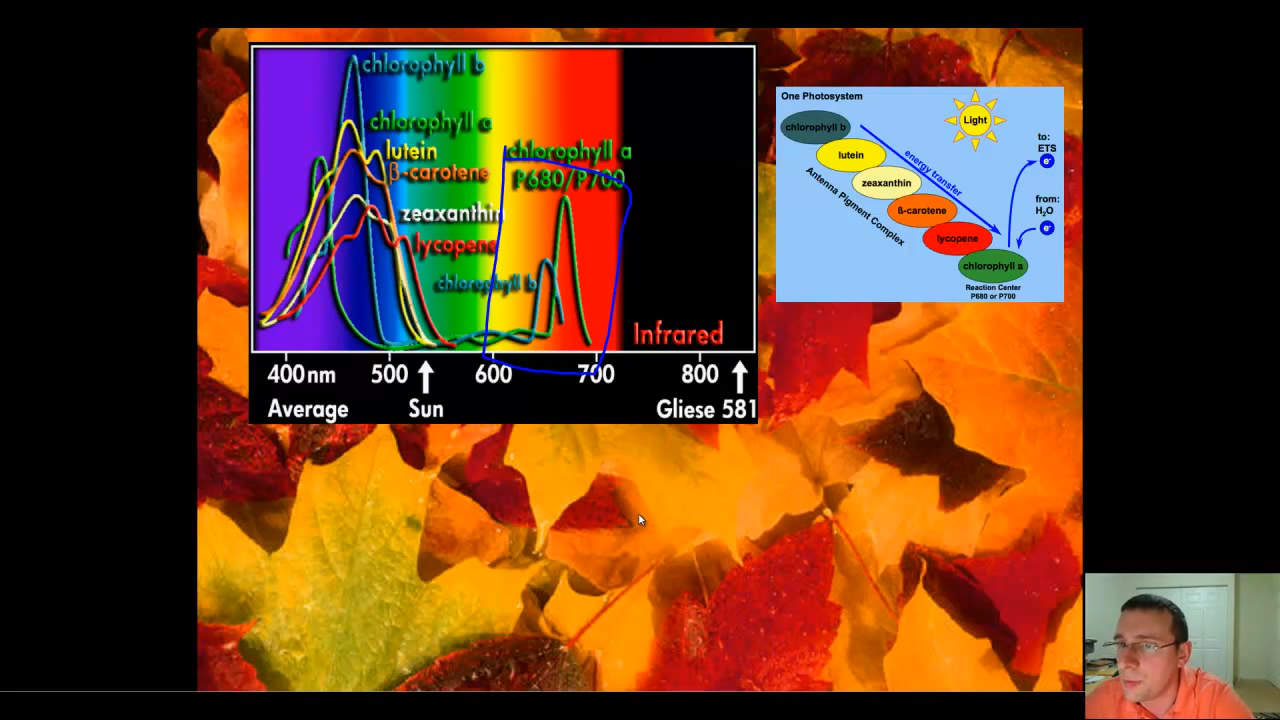 chlorophyll b
chlorophyll a
lutein
β-carotene
zeaxanthin
lycopene
chlorophyll b
chlorophyll a
P680/P700
Infrared
400nm 500 600 700 800
Average Sun Gliese 581
One Photosystem
Light
chlorophyll b
lutein
zeaxanthin
ß-carotene
lycopene
chlorophyll a
energy transfer
Antenna Pigment Complex
Reaction Center
P680 or P700
to:
ETS
e-
from:
H₂O
e-